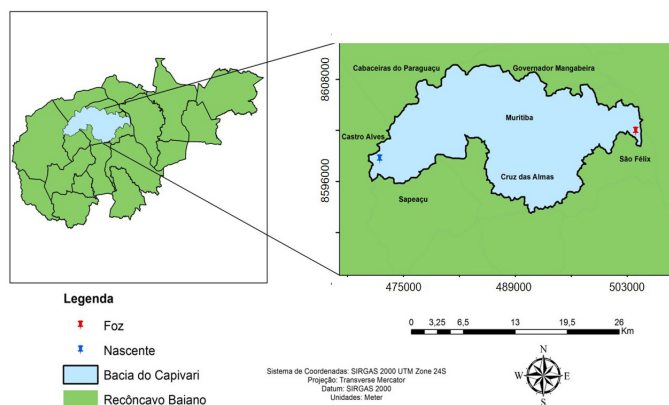 Cabaceiras do Paraguaçu
Governador Mangabeira
8608000
Muritiba
Castro Alves
São Félix
8596000
Cruz das Almas
Sapeaçu
475000
489000
503000
Legenda
Foz
Nascente
Bacia do Capivari
Recôncavo Baiano
0 3,25 6,5 13 19,5 26
Km
Sistema de Coordenadas: SIRGAS 2000 UTM Zone 24S
Projeção: Transverse Mercator
Datum: SIRGAS 2000
Unidades: Meter
N
W E
S